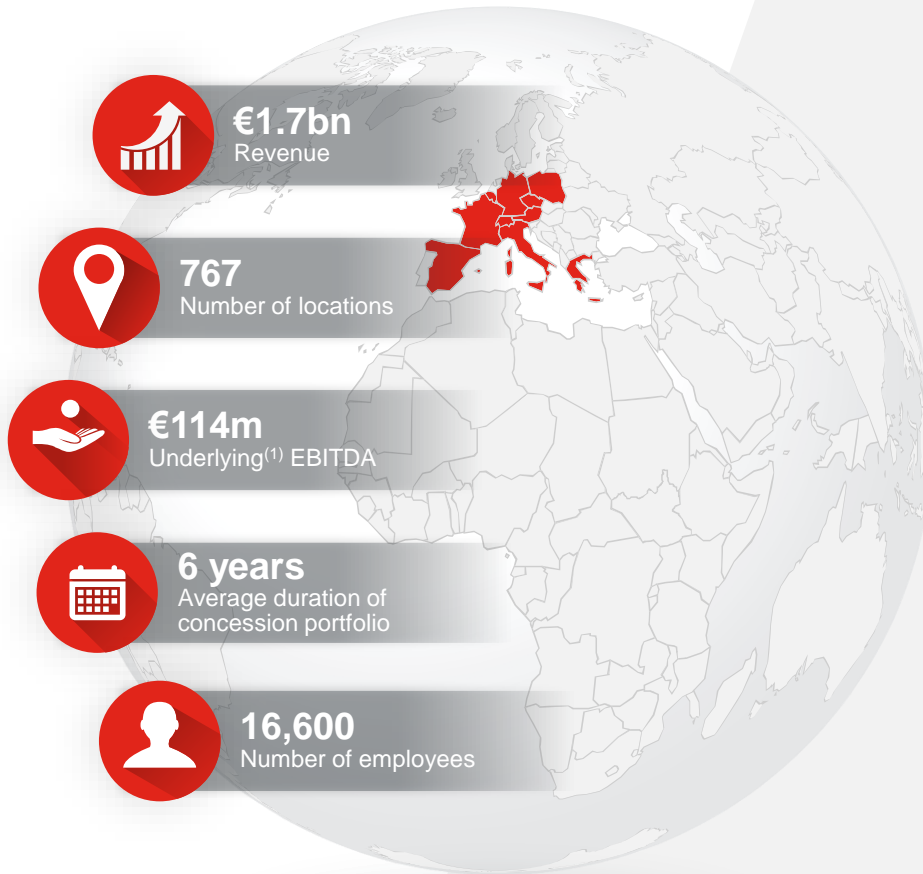 €1.7bn
Revenue
767
Number of locations
€114m
Underlying(1) EBITDA
6 years
Average duration of
concession portfolio
16,600
Number of employees